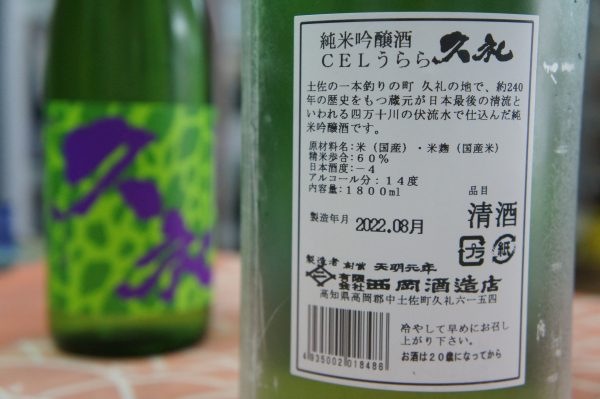 久礼
純米吟醸酒
CELうらら久礼
土佐の一本釣りの町 久礼の地で、約240
年の歴史をもつ蔵元が日本最後の清流と
いわれる四万十川の伏流水で仕込んだ純
米吟醸酒です。
原材料名：米（国産）・米麹（国産米）
精米歩合：60％
日本酒度：－4
アルコール分：14度
内容量：1800ml
品目
清酒
製造年月 2022.08月
プ
紙
製造者 創業 天明元年
有限会社 西岡酒造店
高知県高岡郡中土佐町久礼六一五四
4935002018486
冷やして早めにお召し
上がり下さい。
お酒は20歳になってから